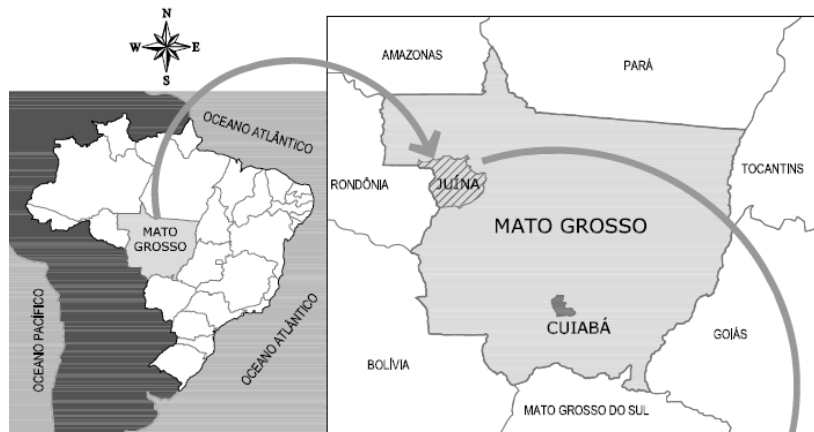 N
W E
S
OCEANO ATLÂNTICO
MATO
GROSSO
OCEANO PACÍFICO
OCEANO ATLÂNTICO
AMAZONAS
PARÁ
TOCANTINS
RONDÔNIA
JUÍNA
MATO GROSSO
CUIABÁ
GOIÁS
BOLÍVIA
MATO GROSSO DO SUL